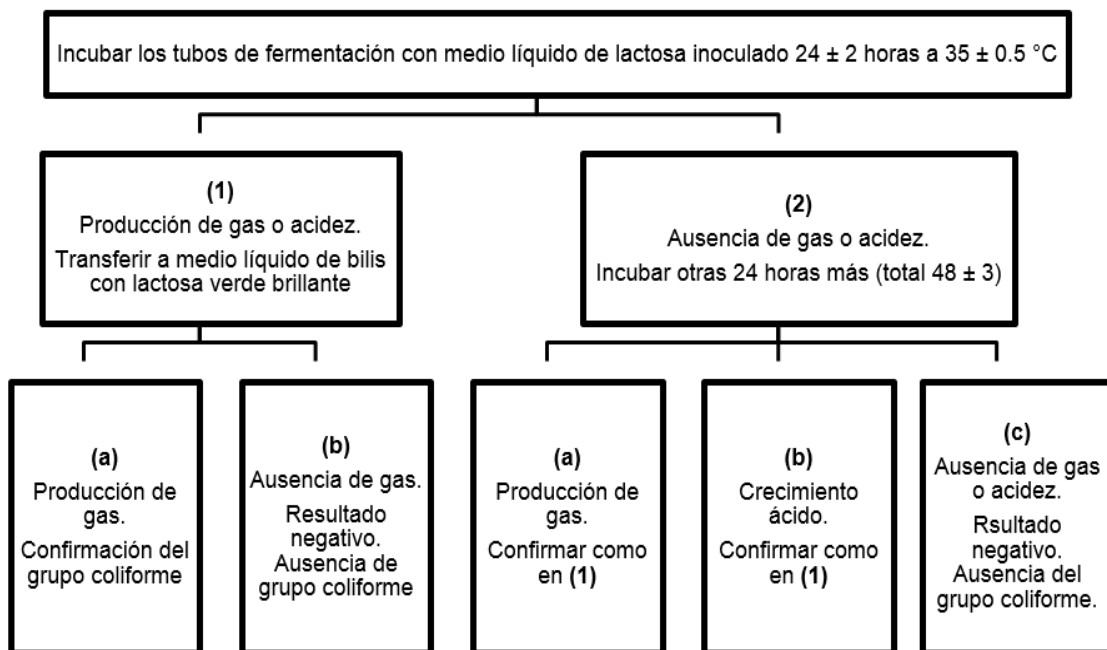 Incubar los tubos de fermentación con medio líquido de lactosa inoculado 24 ± 2 horas a 35 ± 0.5 °C
(1)
Producción de gas o acidez.
Transferir a medio líquido de bilis
con lactosa verde brillante
(2)
Ausencia de gas o acidez.
Incubar otras 24 horas más (total 48 ± 3)
(a)
Producción de
gas.
Confirmación del
grupo coliforme
(b)
Ausencia de gas.
Resultado
negativo.
Ausencia de
grupo coliforme
(a)
Producción de
gas.
Confirmar como
en (1)
(b)
Crecimiento
ácido.
Confirmar como
en (1)
(c)
Ausencia de gas
o acidez.
Rsultado
negativo.
Ausencia del
grupo coliforme.